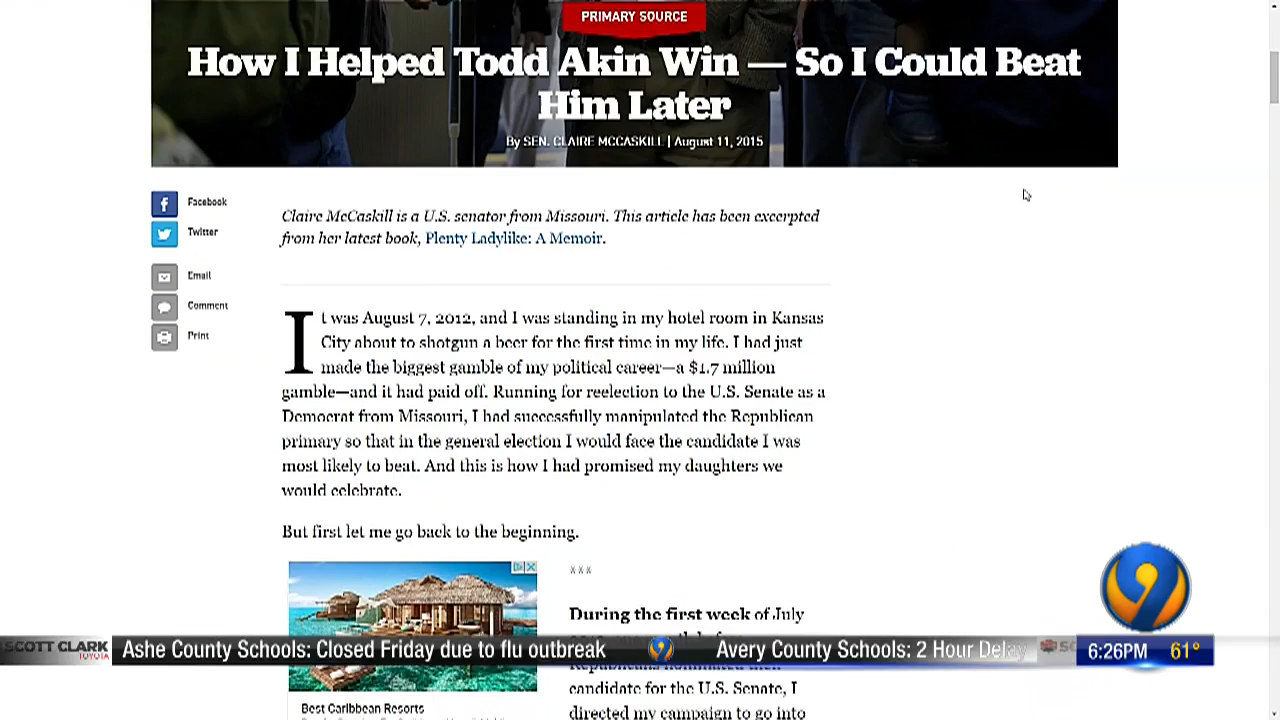 PRIMARY SOURCE
How I Helped Todd Akin Win — So I Could Beat
Him Later
By SEN. CLAIRE MCCASKILL | August 11, 2015
Facebook
Twitter
Email
Comment
Print
Claire McCaskill is a U.S. senator from Missouri. This article has been excerpted
from her latest book, Plenty Ladylike: A Memoir.
It was August 7, 2012, and I was standing in my hotel room in Kansas
City about to shotgun a beer for the first time in my life. I had just
made the biggest gamble of my political career—a $1.7 million
gamble—and it had paid off. Running for reelection to the U.S. Senate as a
Democrat from Missouri, I had successfully manipulated the Republican
primary so that in the general election I would face the candidate I was
most likely to beat. And this is how I had promised my daughters we
would celebrate.
But first let me go back to the beginning.
***
During the first week of July
Republicans nominated their
candidate for the U.S. Senate, I
directed my campaign to go into
Best Caribbean Resorts
9
SCOTT CLARK
TOYOTA
Ashe County Schools: Closed Friday due to flu outbreak
9
Avery County Schools: 2 Hour Delay
6:26PM 61°